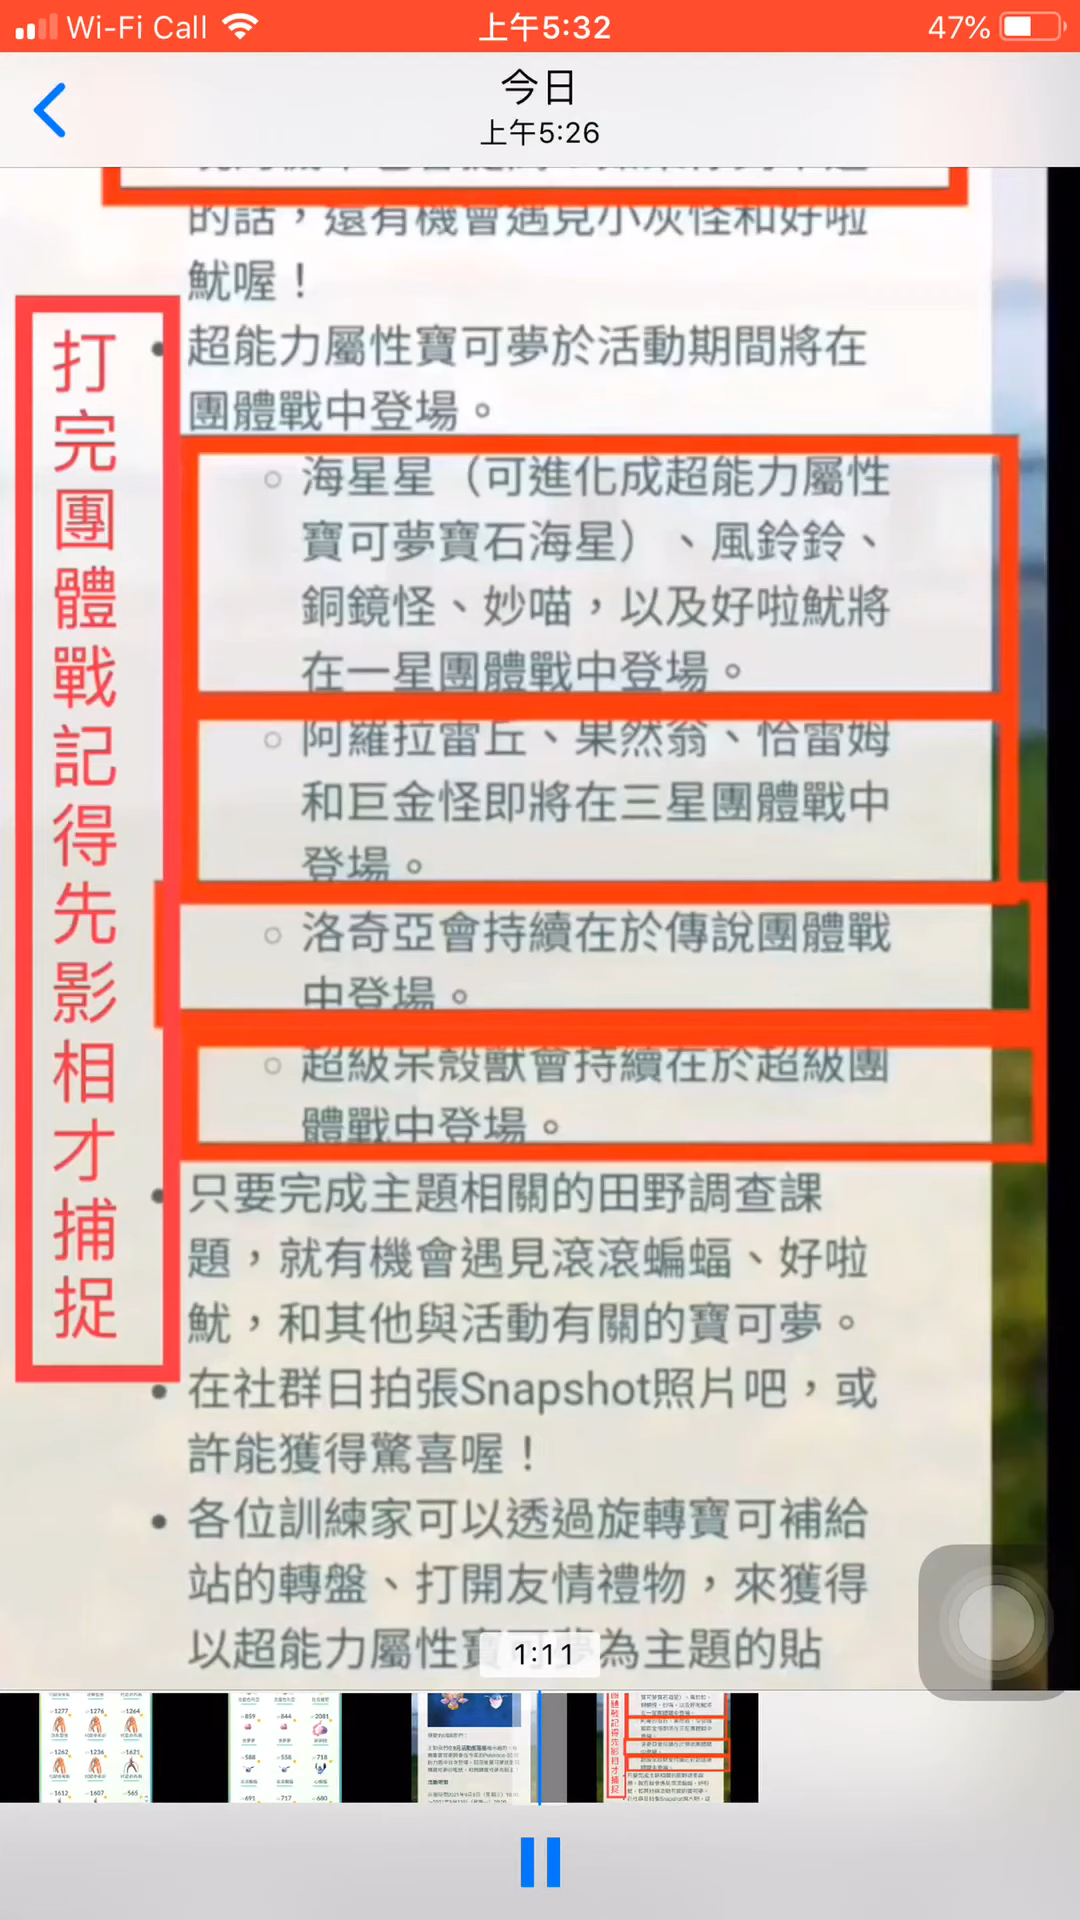 Wi-Fi Call
上午5:32
47%
今日
上午5:26
的話，還有機會遇見小灰怪和好啦
魷喔！
打完團體戰記得先影相才捕捉
超能力屬性寶可夢於活動期間將在
團體戰中登場。
海星星（可進化成超能力屬性
寶可夢寶石海星）、風鈴鈴、
銅鏡怪、妙喵，以及好啦魷將
在一星團體戰中登場。
阿羅拉雷丘、果然翁、恰雷姆
和巨金怪即將在三星團體戰中
登場。
洛奇亞會持續在於傳說團體戰
中登場。
超級呆殼獸會持續在於超級團
體戰中登場。
只要完成主題相關的田野調查課
題，就有機會遇見滾滾蝙蝠、好啦
魷，和其他與活動有關的寶可夢。
在社群日拍張Snapshot照片吧，或
許能獲得驚喜喔！
各位訓練家可以透過旋轉寶可補給
站的轉盤、打開友情禮物，來獲得
以超能力屬性寶可夢為主題的貼
1:11